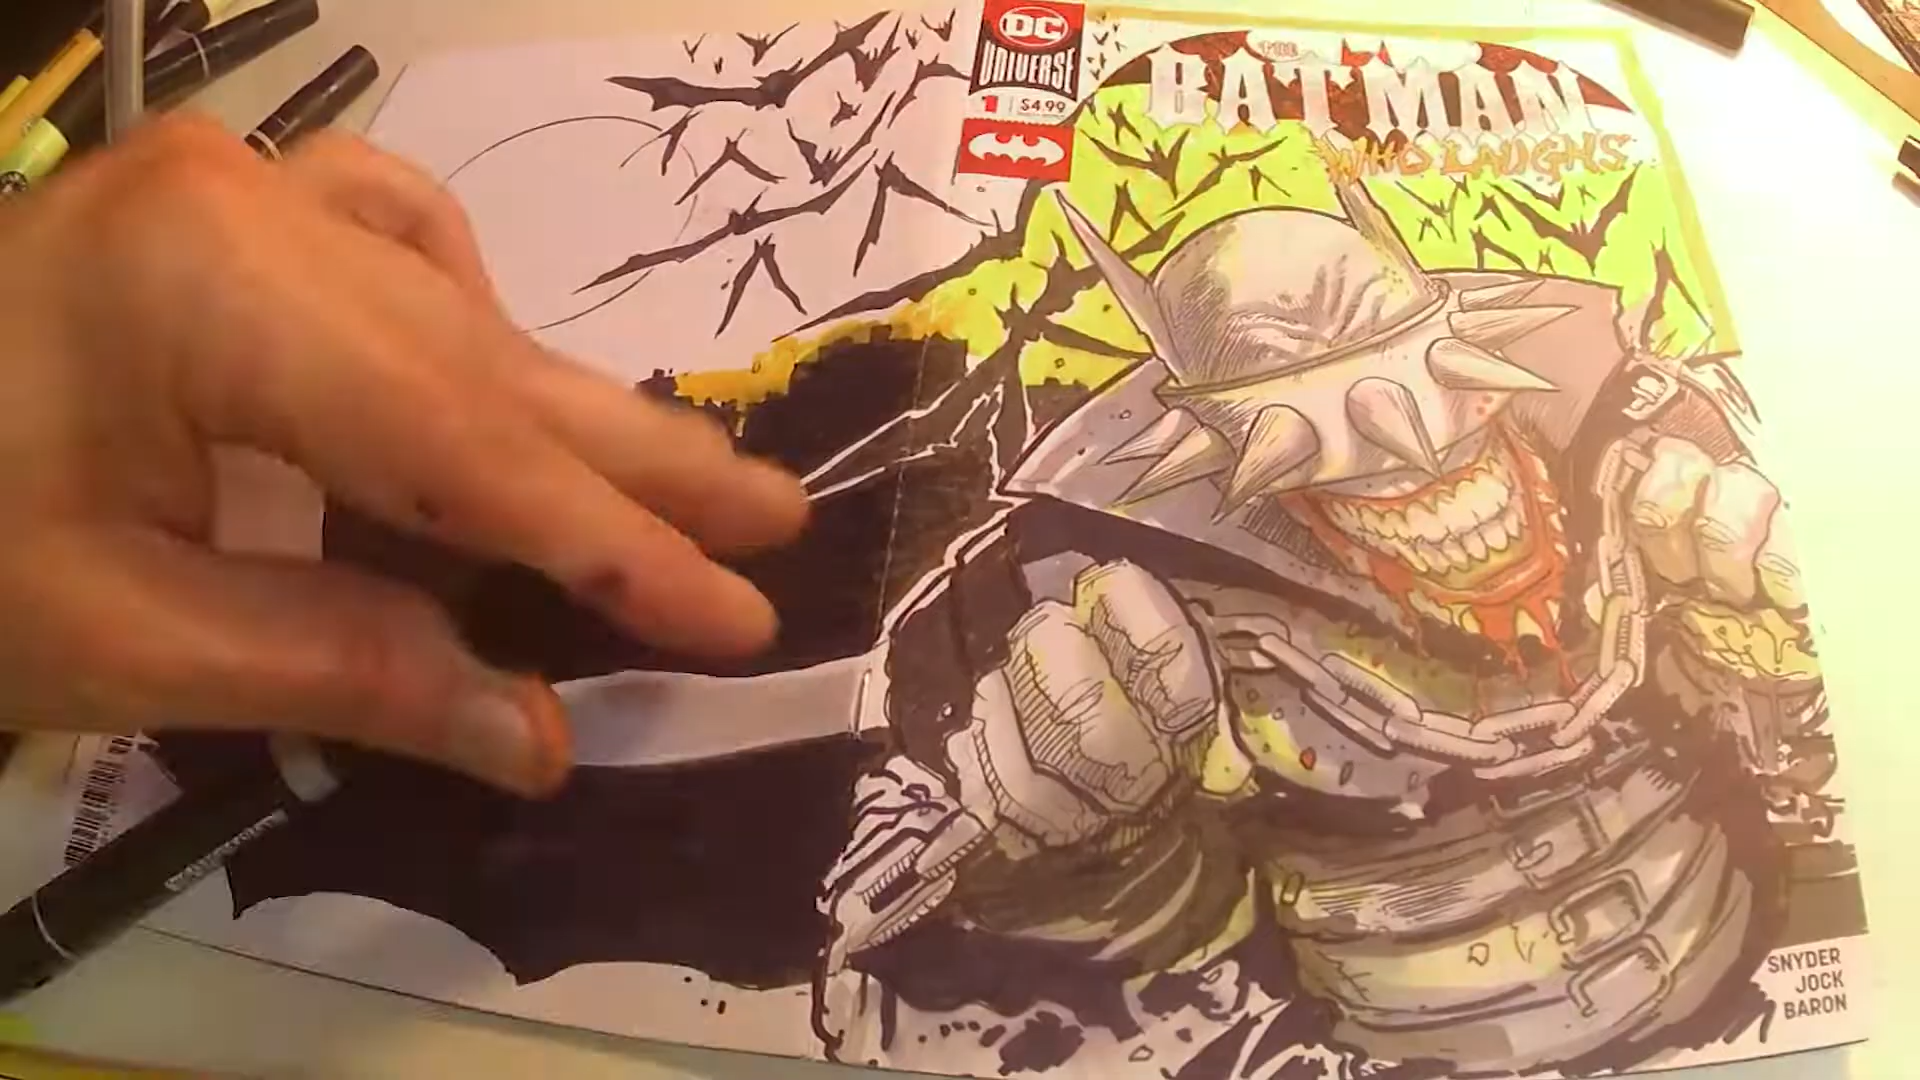 DC
UNIVERSE
1 $4.99
THE
BATMAN
WHO LAUGHS
SNYDER
JOCK
BARON